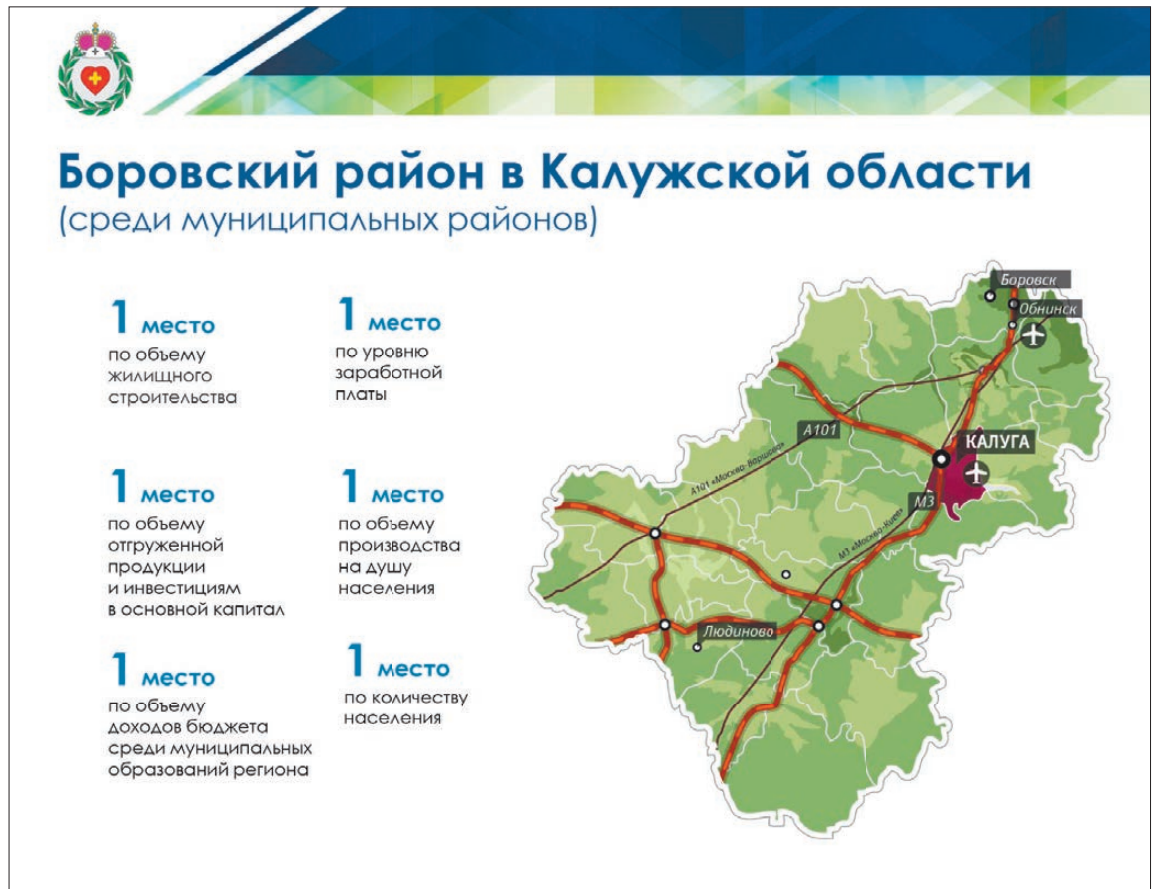 Боровский район в Калужской области
(среди муниципальных районов)
1 место
по объему
жилищного
строительства
1 место
по уровню
заработной
платы
1 место
по объему
отгруженной
продукции
и инвестициям
в основной капитал
1 место
по объему
производства
на душу
населения
1 место
по объему
доходов бюджета
среди муниципальных
образований региона
1 место
по количеству
населения
Боровск
Обнинск
А101
КАЛУГА
А101 «Москва-Варшава»
М3
М3 «Москва-Киев»
Людиново